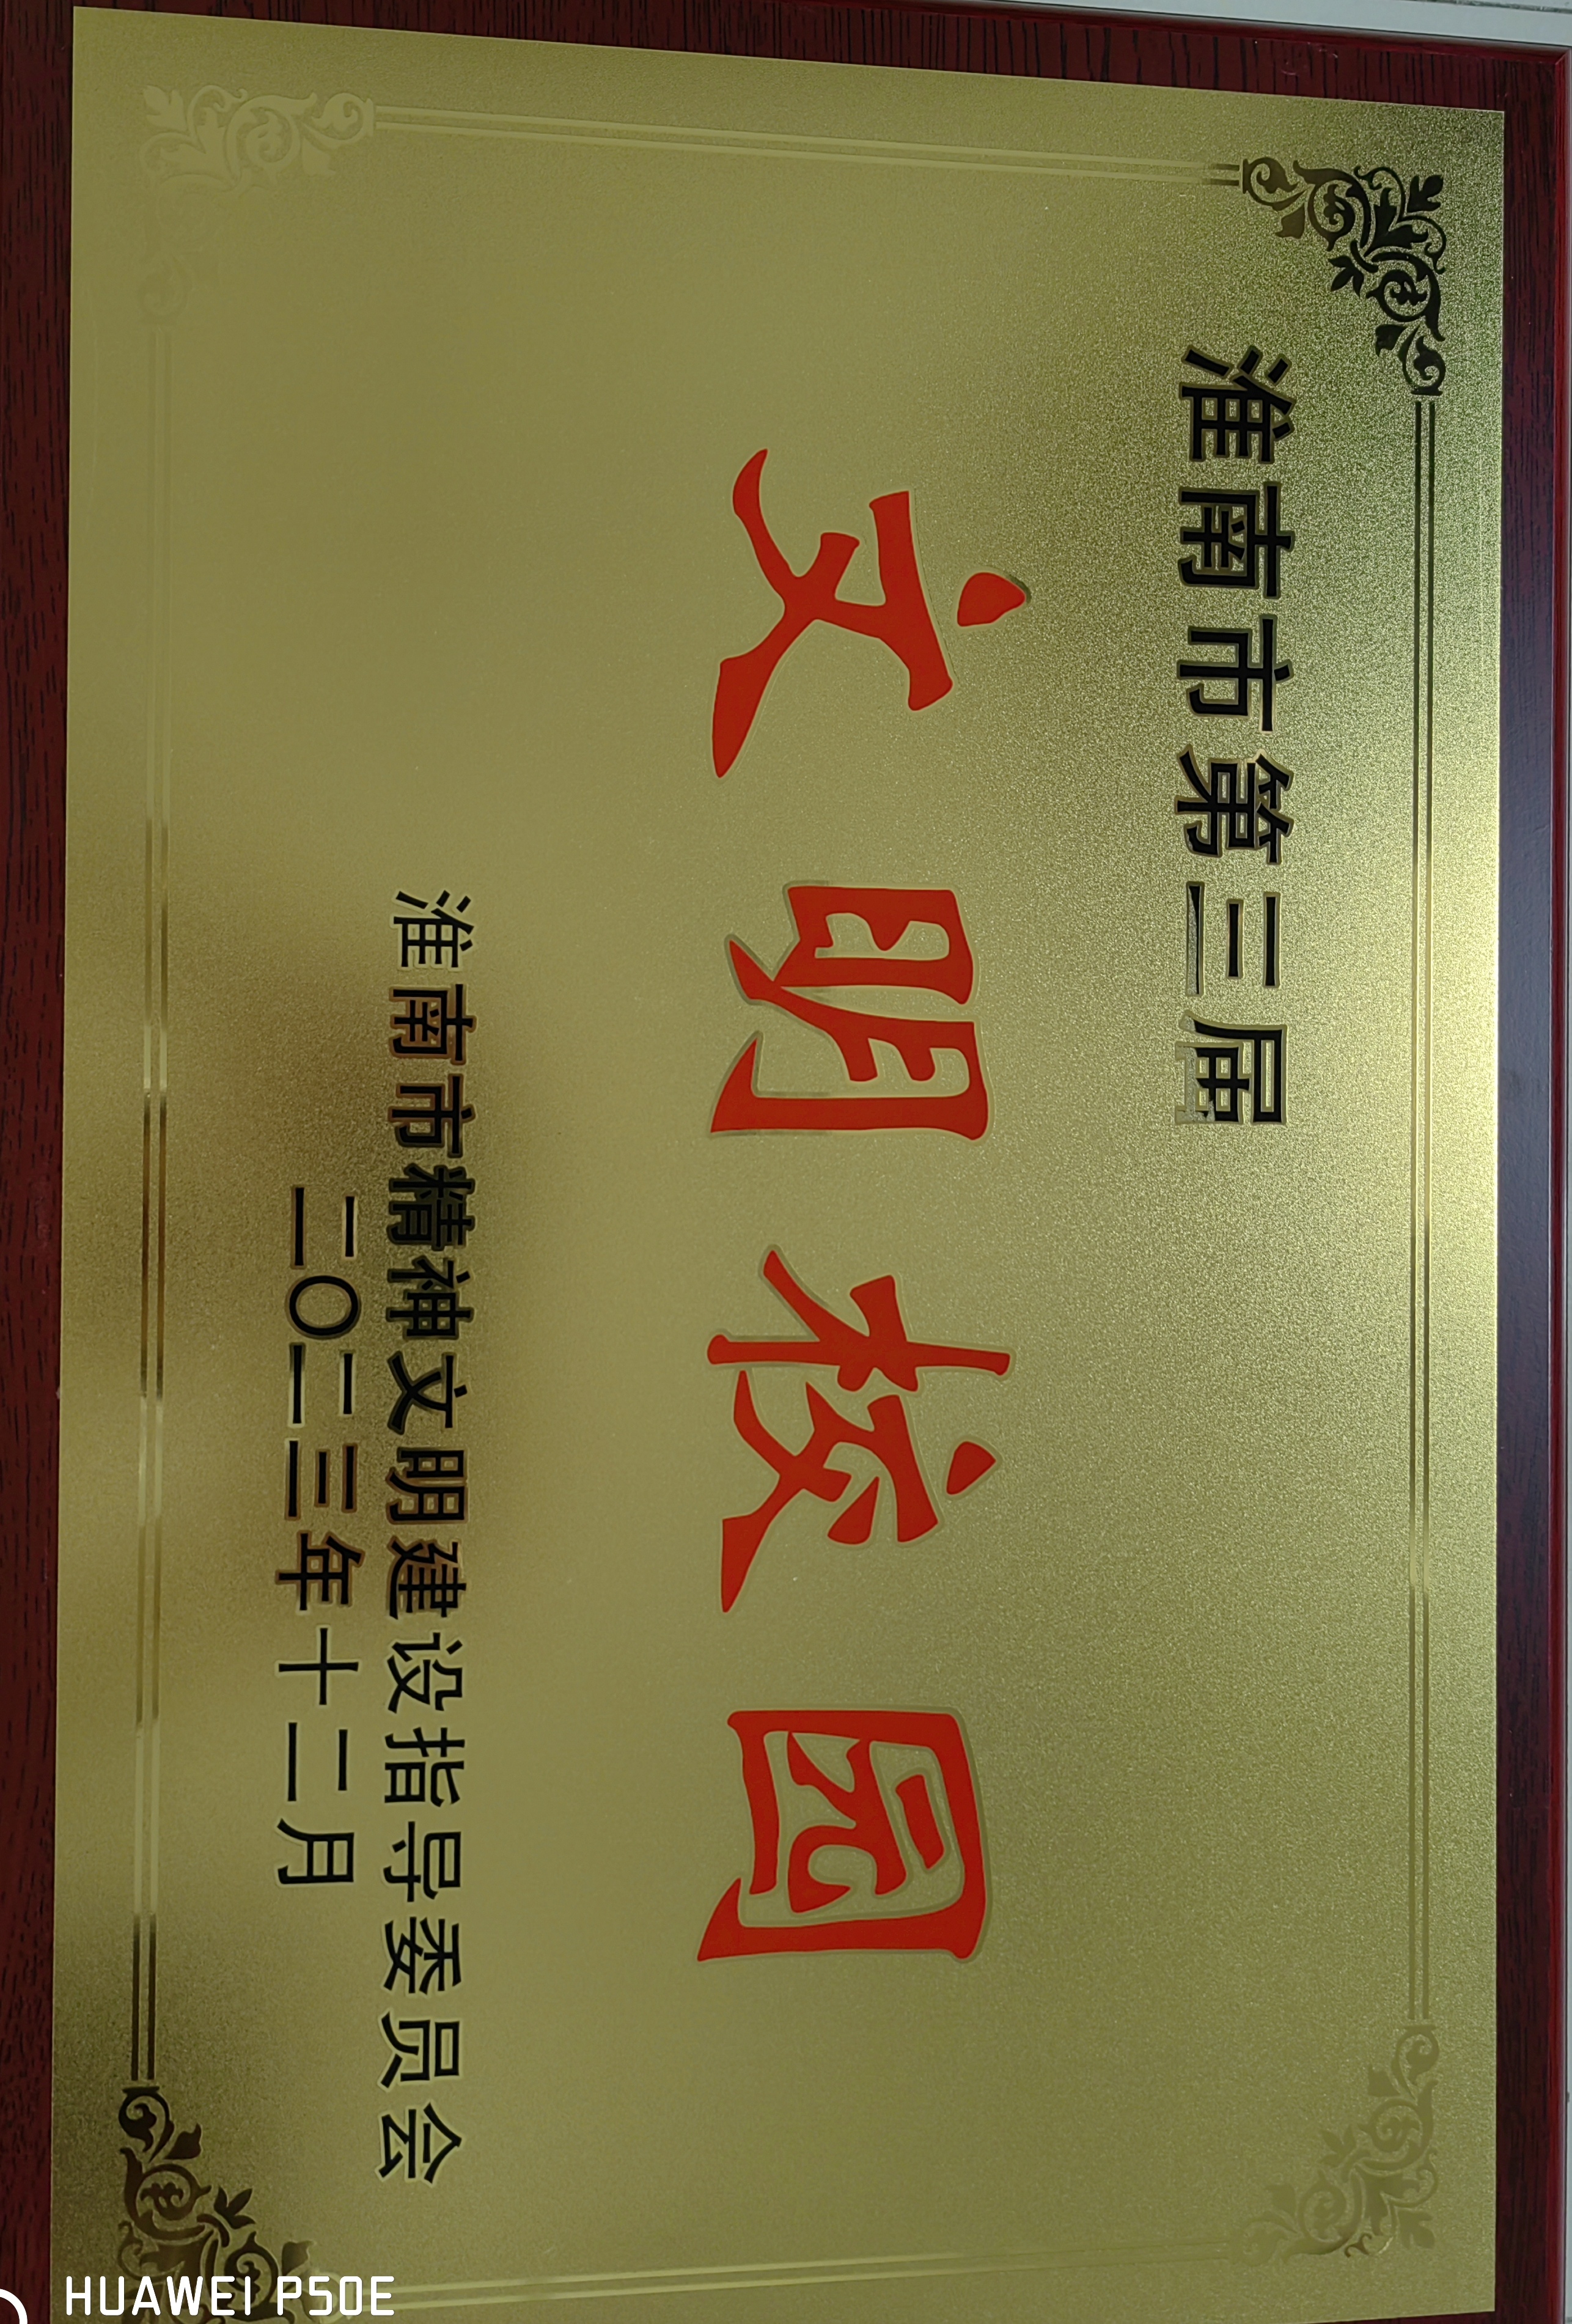 淮南市第三届
文明校园
淮南市精神文明建设指导委员会
二〇二三年十二月
HUAWEI P50E